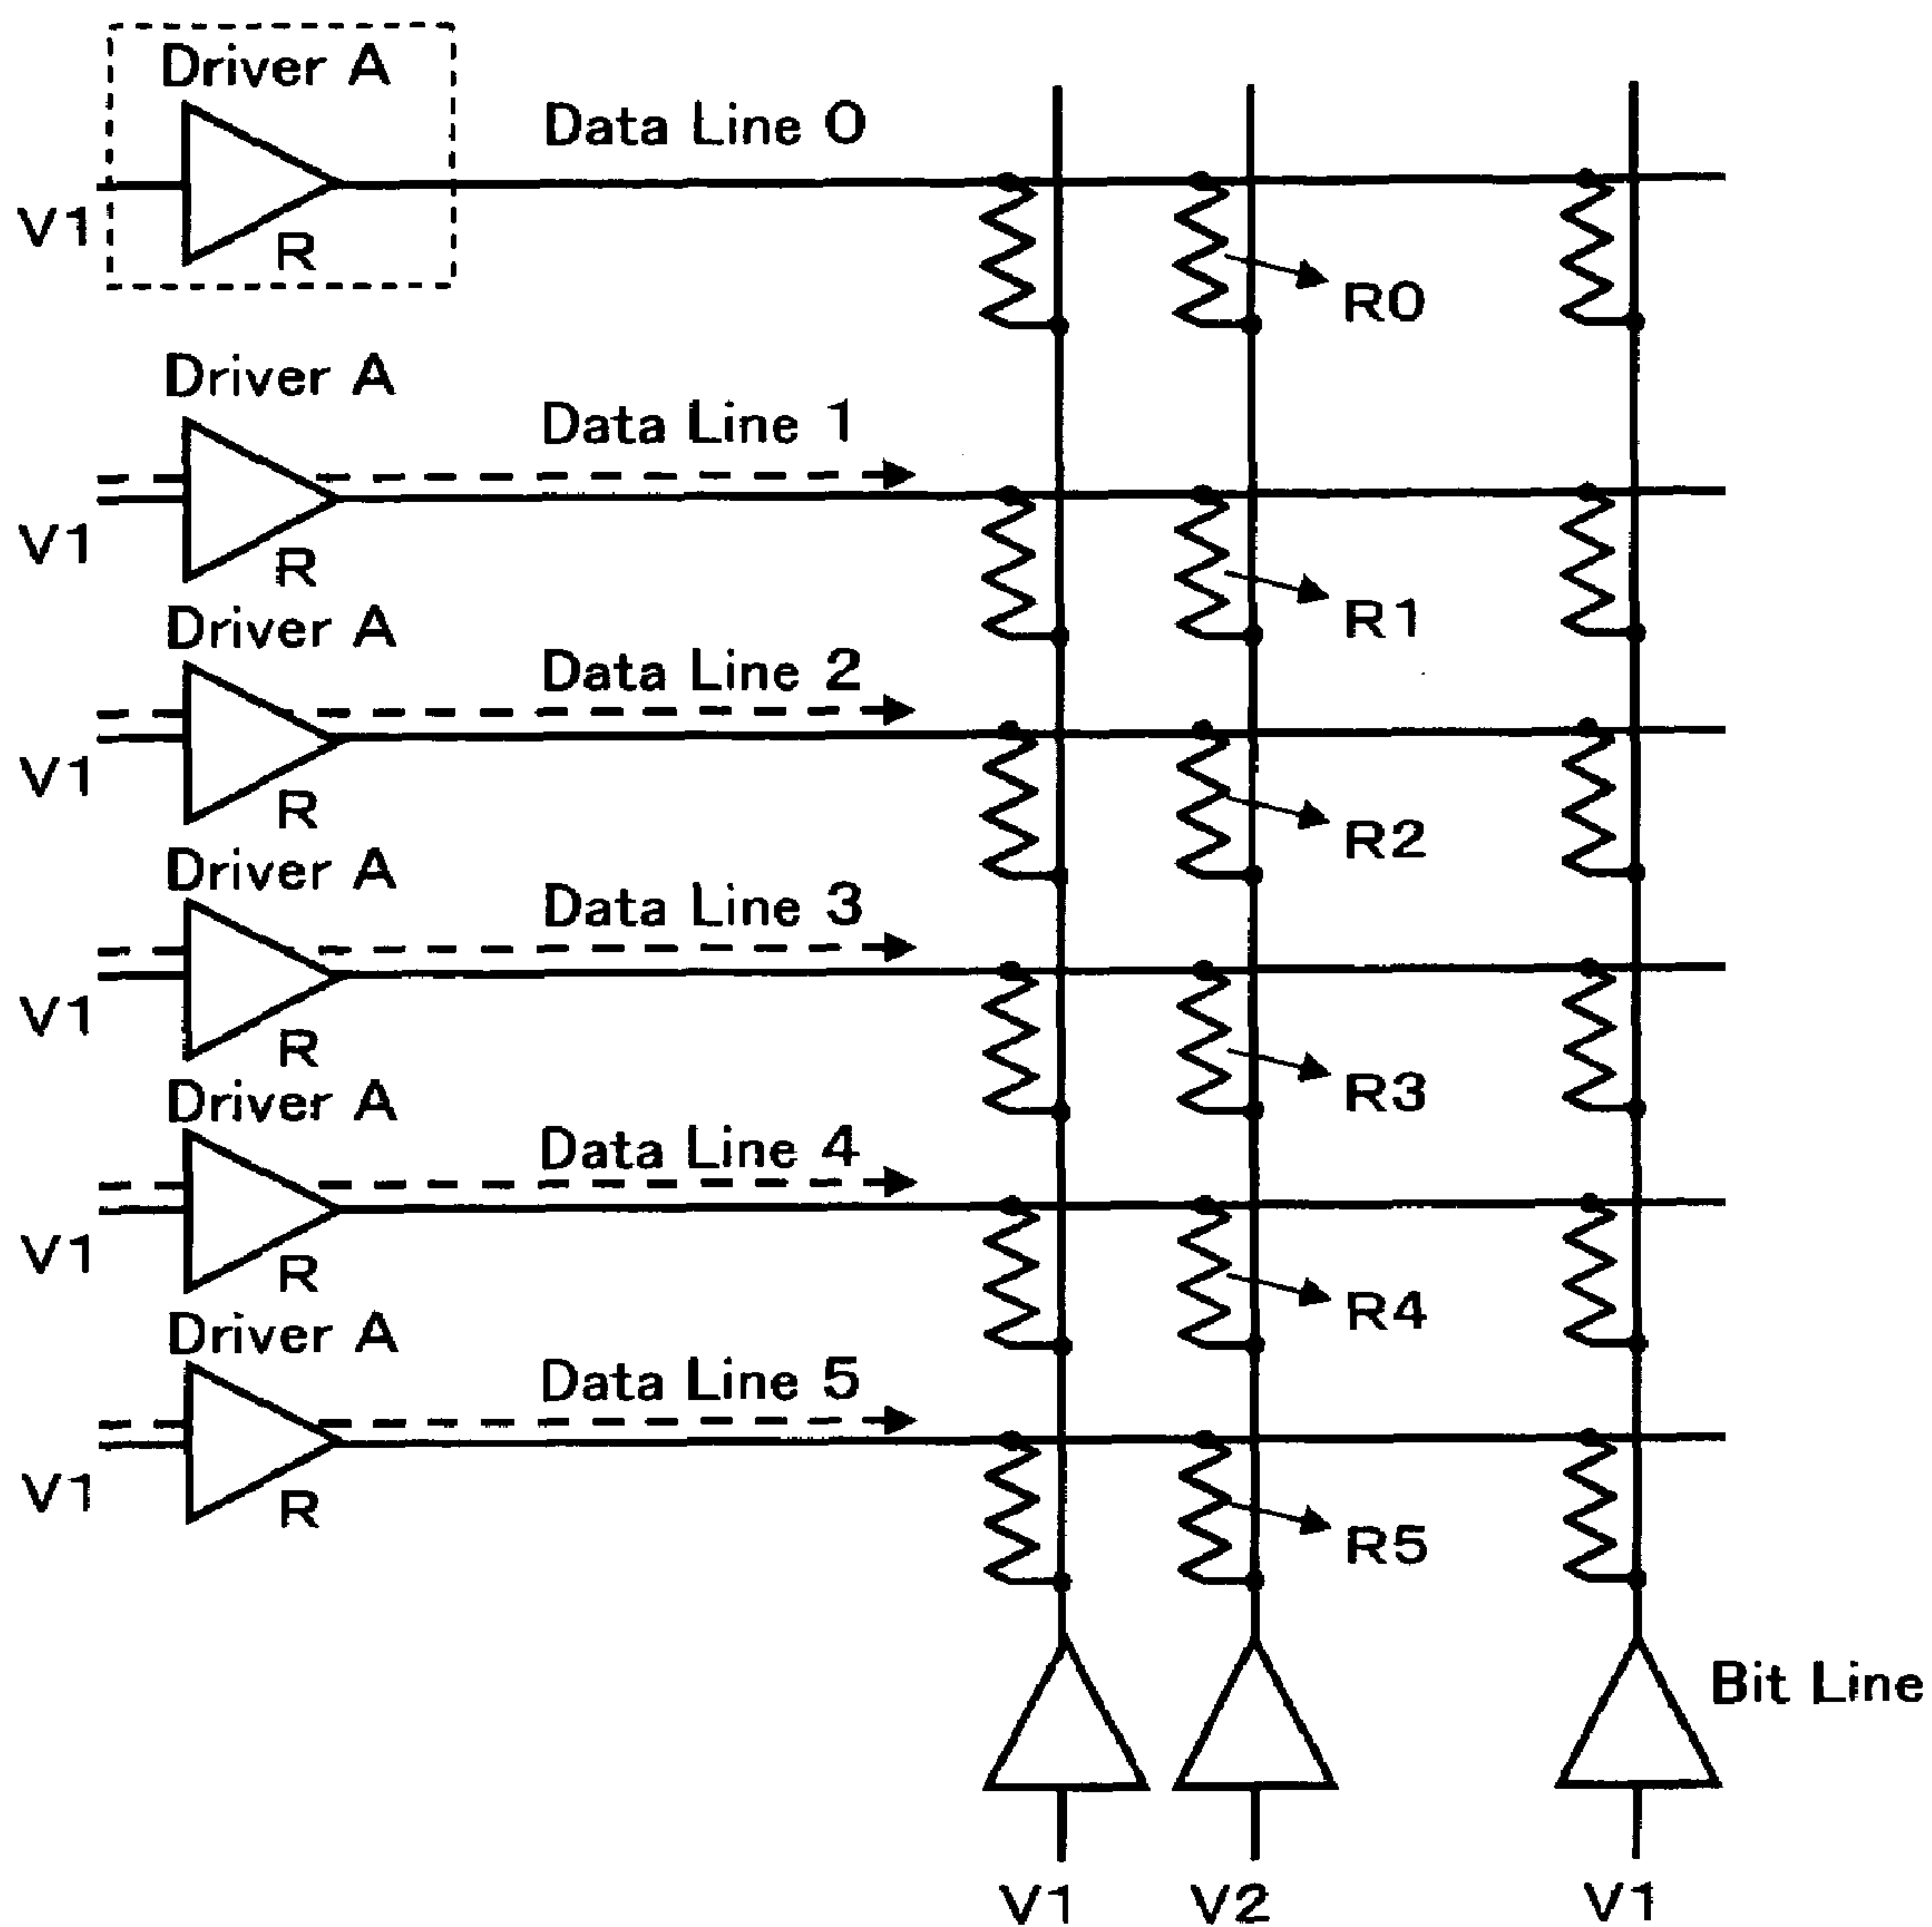 Driver A
Data Line 0
V1
R
R0
Driver A
Data Line 1
V1
R
R1
Driver A
Data Line 2
V1
R
R2
Driver A
Data Line 3
V1
R
R3
Driver A
Data Line 4
V1
R
R4
Driver A
Data Line 5
V1
R
R5
Bit Line
V1 V2 V1